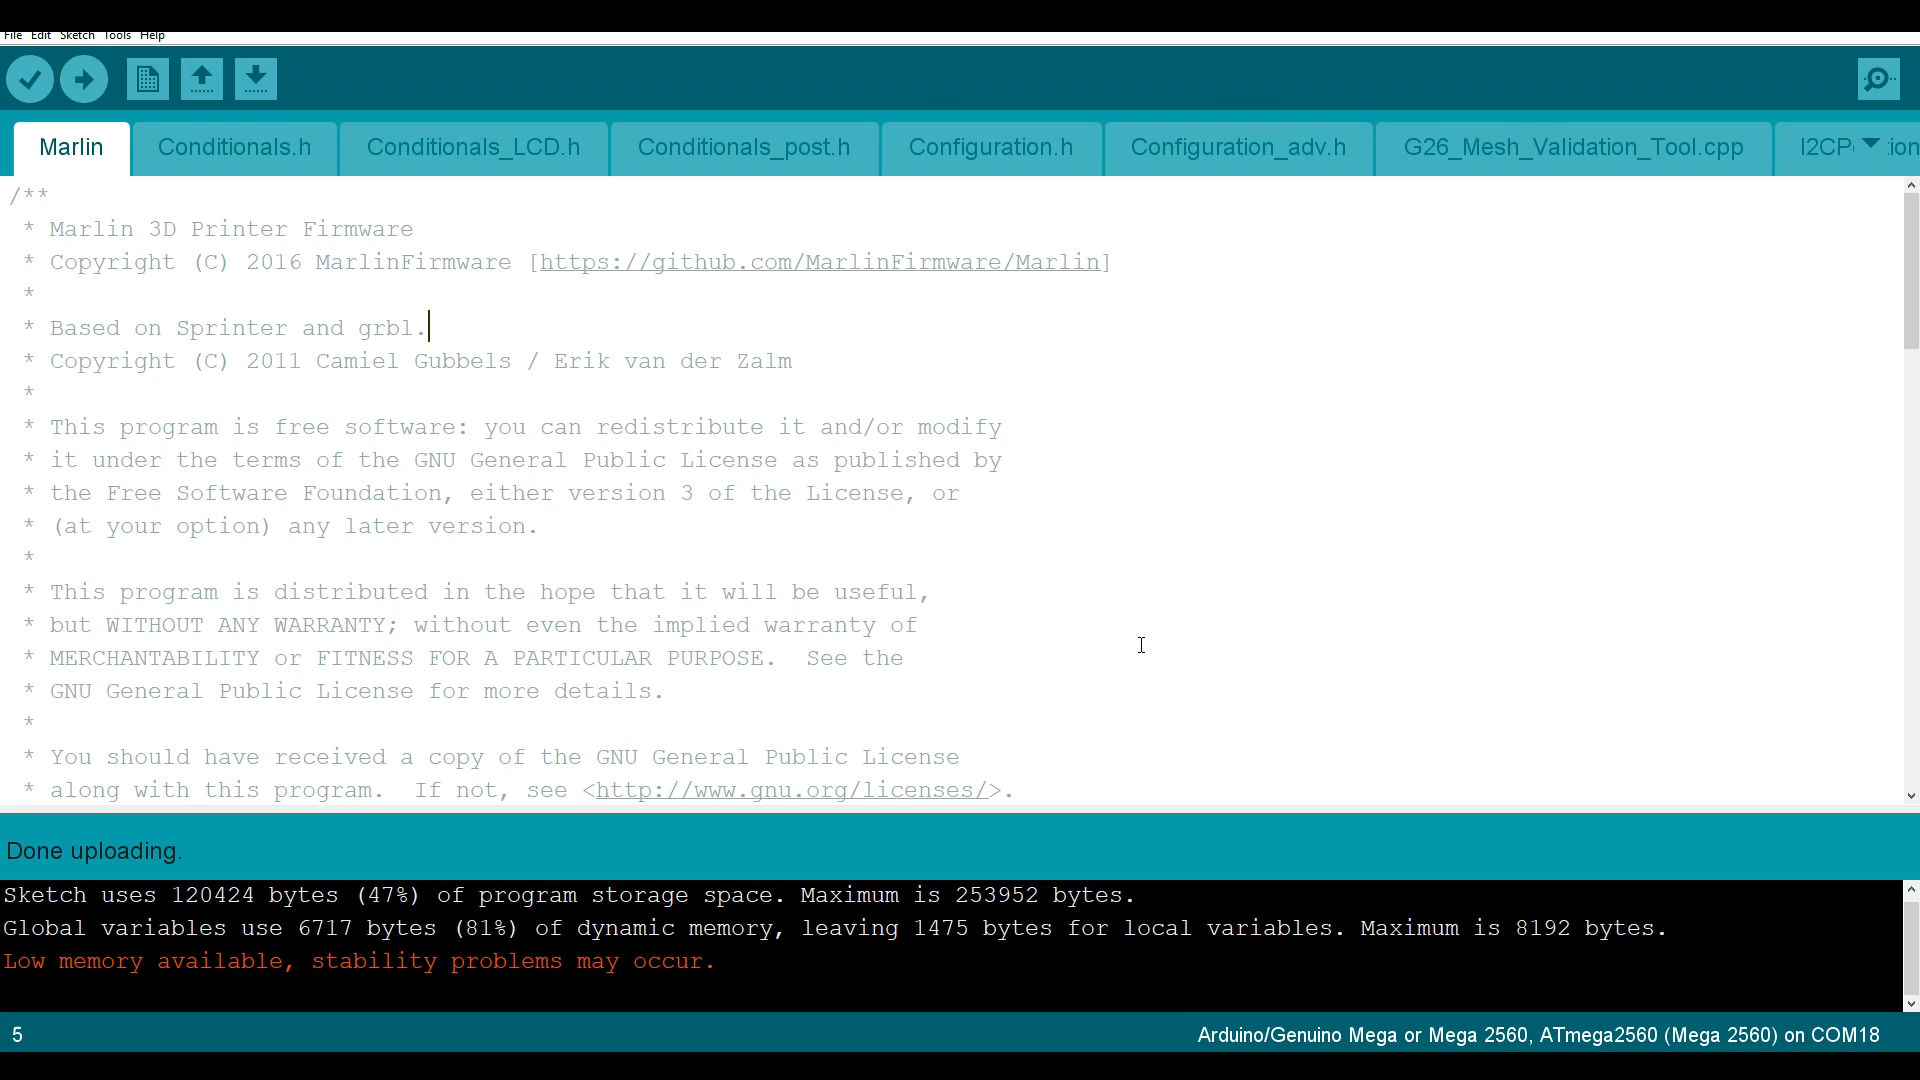 File Edit Sketch Tools Help
Marlin Conditionals.h Conditionals_LCD.h Conditionals_post.h Configuration.h Configuration_adv.h G26_Mesh_Validation_Tool.cpp I2CP
/**
* Marlin 3D Printer Firmware
* Copyright (C) 2016 MarlinFirmware [https://github.com/MarlinFirmware/Marlin]
*
* Based on Sprinter and grbl.
* Copyright (C) 2011 Camiel Gubbels / Erik van der Zalm
*
* This program is free software: you can redistribute it and/or modify
* it under the terms of the GNU General Public License as published by
* the Free Software Foundation, either version 3 of the License, or
* (at your option) any later version.
*
* This program is distributed in the hope that it will be useful,
* but WITHOUT ANY WARRANTY; without even the implied warranty of
* MERCHANTABILITY or FITNESS FOR A PARTICULAR PURPOSE.  See the
* GNU General Public License for more details.
*
* You should have received a copy of the GNU General Public License
* along with this program.  If not, see <http://www.gnu.org/licenses/>.
Done uploading.
Sketch uses 120424 bytes (47%) of program storage space. Maximum is 253952 bytes.
Global variables use 6717 bytes (81%) of dynamic memory, leaving 1475 bytes for local variables. Maximum is 8192 bytes.
Low memory available, stability problems may occur.
5 Arduino/Genuino Mega or Mega 2560, ATmega2560 (Mega 2560) on COM18